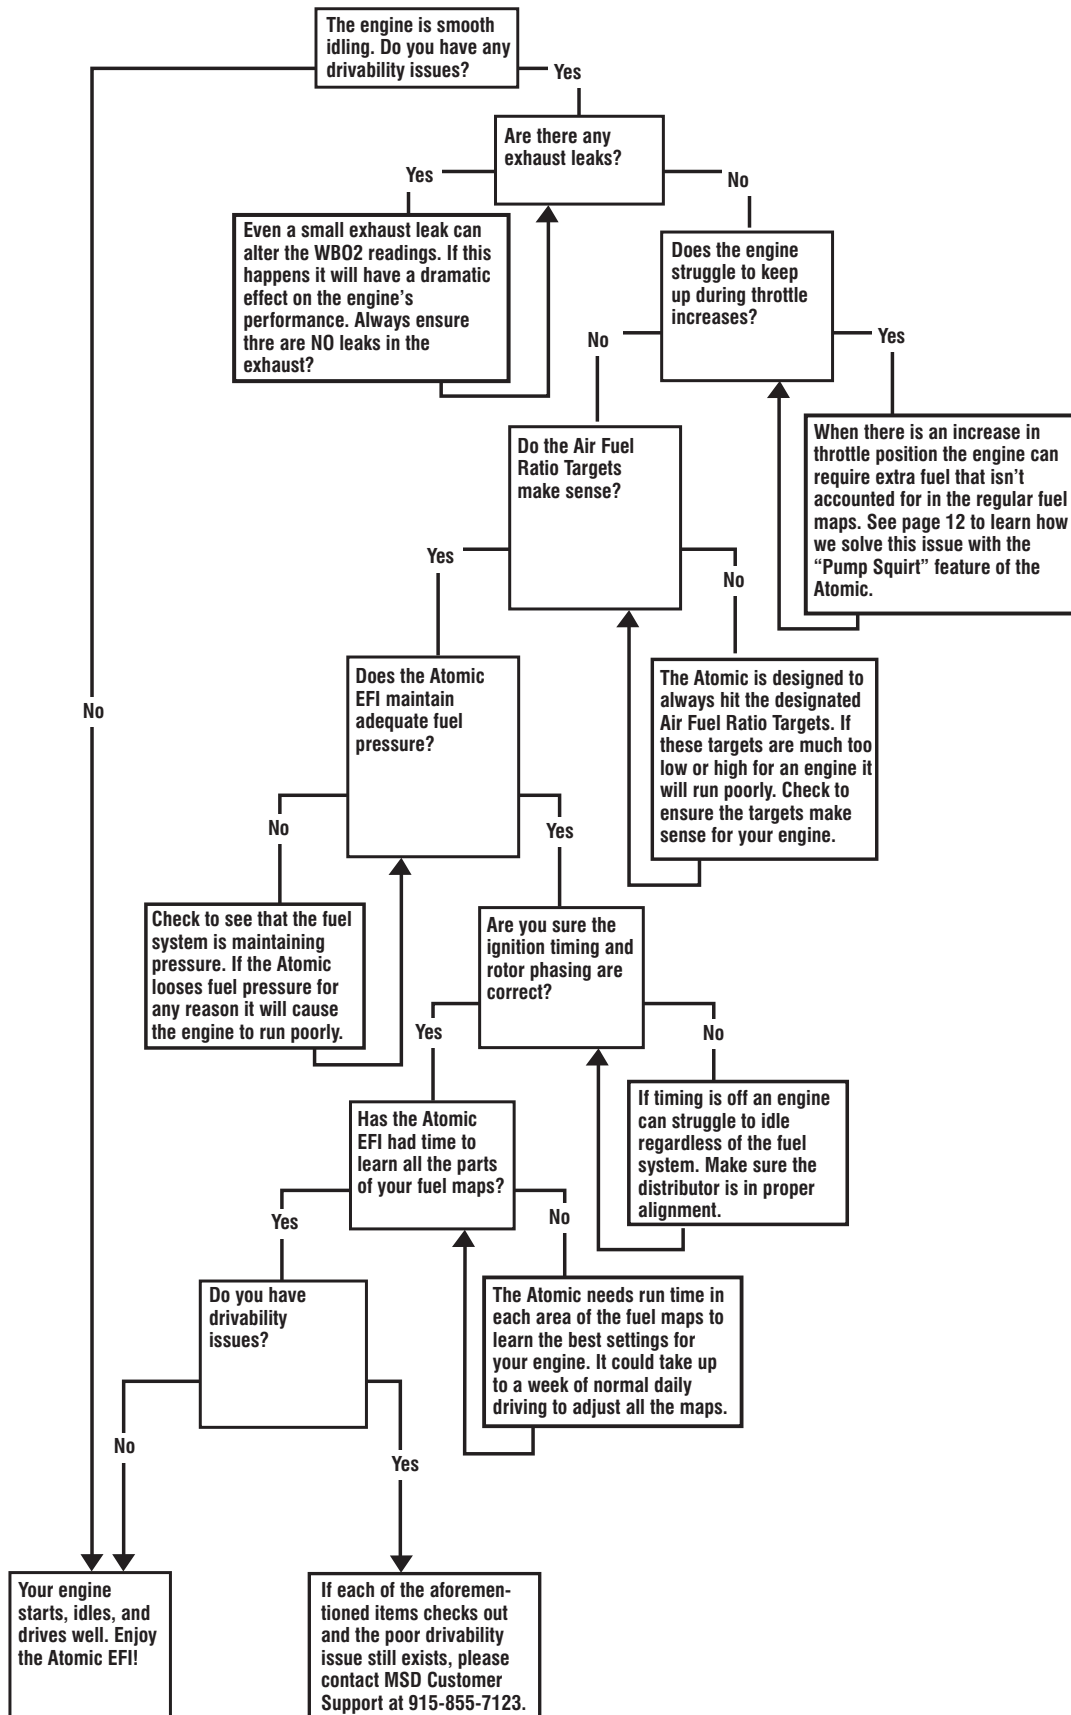 The engine is smooth
idling. Do you have any
drivability issues?
Yes
Are there any
exhaust leaks?
Yes
No
Even a small exhaust leak can
alter the WBO2 readings. If this
happens it will have a dramatic
effect on the engine's
performance. Always ensure
thre are NO leaks in the
exhaust?
Does the engine
struggle to keep
up during throttle
increases?
No
Yes
When there is an increase in
throttle position the engine can
require extra fuel that isn't
accounted for in the regular fuel
maps. See page 12 to learn how
we solve this issue with the
“Pump Squirt” feature of the
Atomic.
Do the Air Fuel
Ratio Targets
make sense?
Yes
No
The Atomic is designed to
always hit the designated
Air Fuel Ratio Targets. If
these targets are much too
low or high for an engine it
will run poorly. Check to
ensure the targets make
sense for your engine.
Does the Atomic
EFI maintain
adequate fuel
pressure?
No
No
Yes
Check to see that the fuel
system is maintaining
pressure. If the Atomic
looses fuel pressure for
any reason it will cause
the engine to run poorly.
Are you sure the
ignition timing and
rotor phasing are
correct?
Yes
No
If timing is off an engine
can struggle to idle
regardless of the fuel
system. Make sure the
distributor is in proper
alignment.
Has the Atomic
EFI had time to
learn all the parts
of your fuel maps?
Yes
No
The Atomic needs run time in
each area of the fuel maps to
learn the best settings for
your engine. It could take up
to a week of normal daily
driving to adjust all the maps.
Do you have
drivability
issues?
No
Yes
Your engine
starts, idles, and
drives well. Enjoy
the Atomic EFI!
If each of the aforemen-
tioned items checks out
and the poor drivability
issue still exists, please
contact MSD Customer
Support at 915-855-7123.